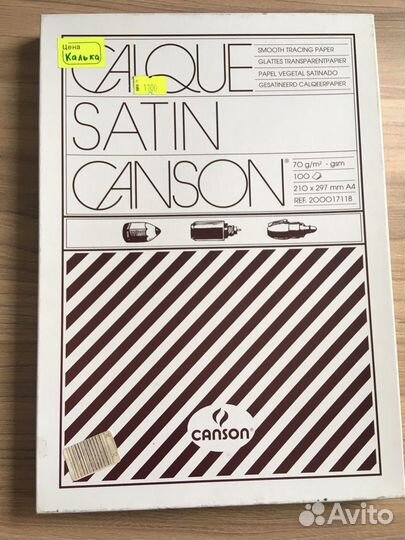 Цена
Калька
CALQUE
1100
SATIN
CANSON®
SMOOTH TRACING PAPER
GLATTES TRANSPARENTPAPIER
PAPEL VEGETAL SATINADO
GESATINEERD CALQEERPAPIER
70 g/m² - gsm
100
210 x 297 mm A4
REF. 200017118
CANSON®
Avito